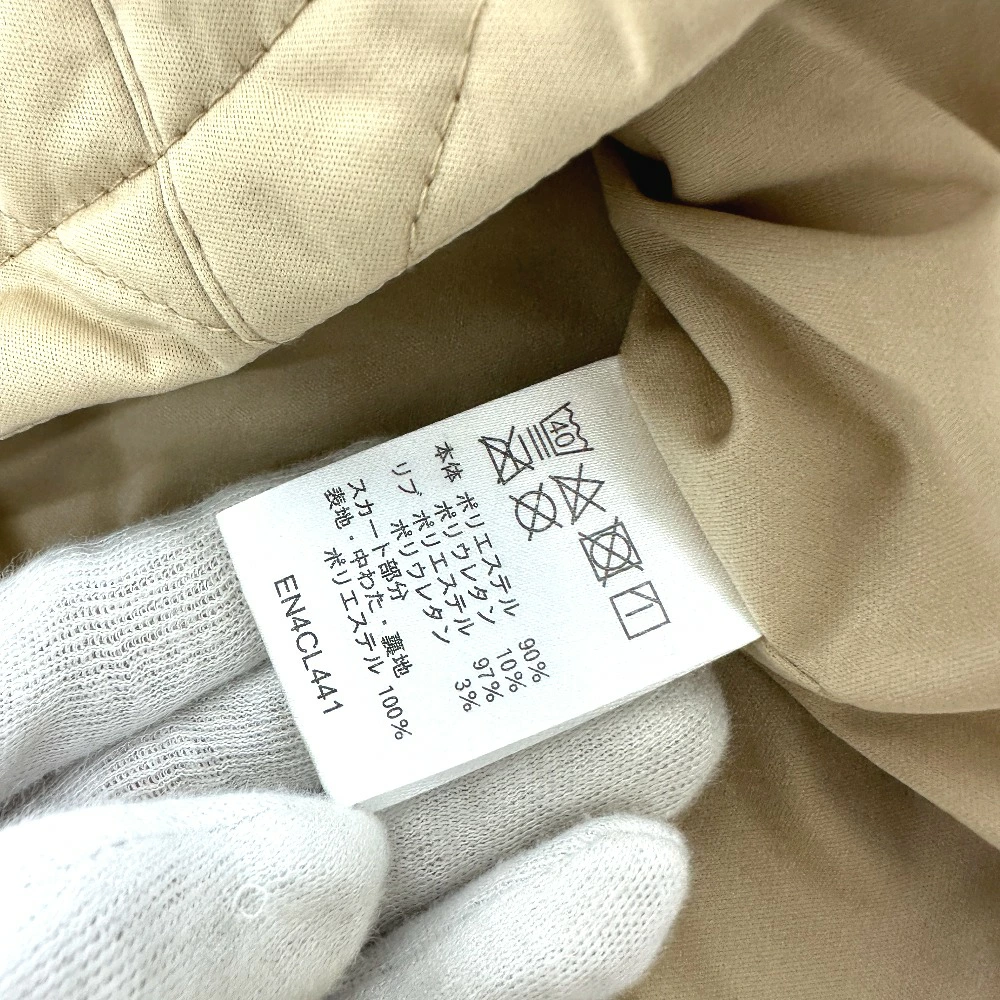 40
本体 ポリエステル 90%
ポリウレタン 10%
リブ ポリエステル 97%
ポリウレタン 3%
スカート部分
表地・中わた・裏地
ポリエステル 100%
EN4CL441